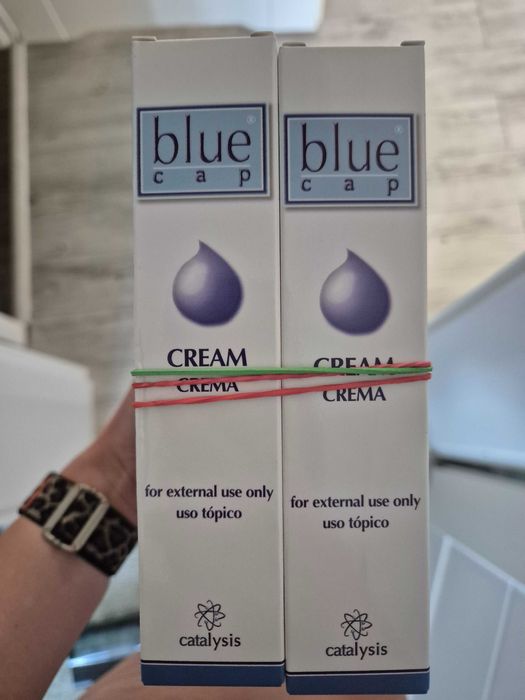 blue®
cap
CREAM
CREMA
for external use only
uso tópico
catalysis
blue®
cap
CREAM
CREMA
for external use only
uso tópico
catalysis